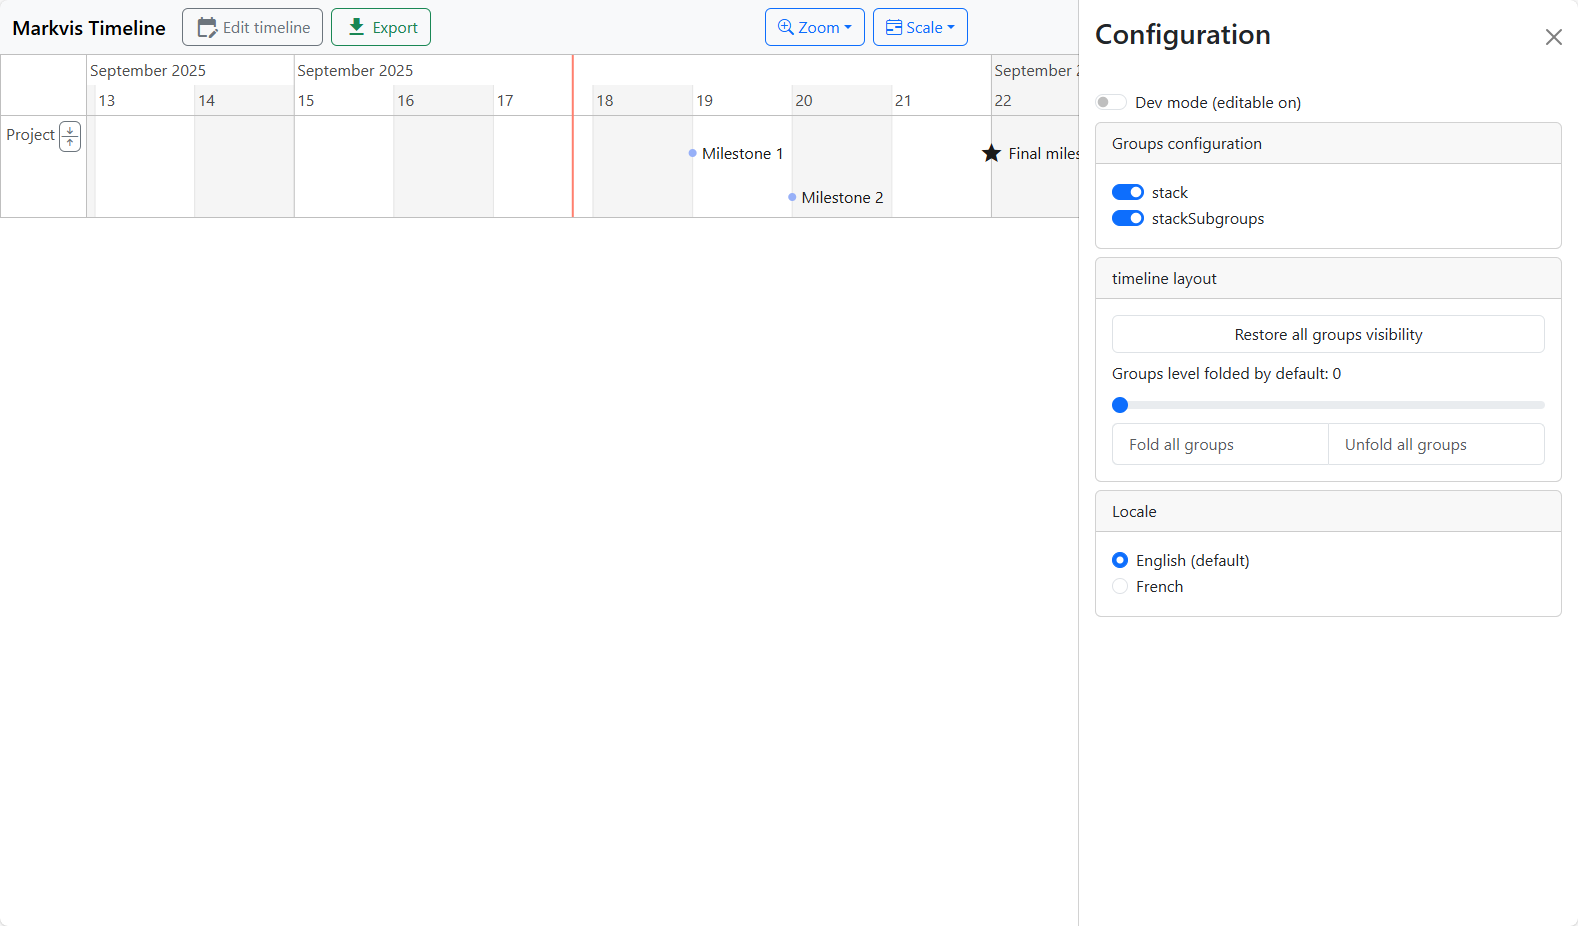 Markvis Timeline
Edit timeline
Export
Zoom
Scale
September 2025
September 2025
September 2
13
14
15
16
17
18
19
20
21
22
Project
Milestone 1
Final miles
Milestone 2
Configuration
Dev mode (editable on)
Groups configuration
stack
stackSubgroups
timeline layout
Restore all groups visibility
Groups level folded by default: 0
Fold all groups
Unfold all groups
Locale
English (default)
French